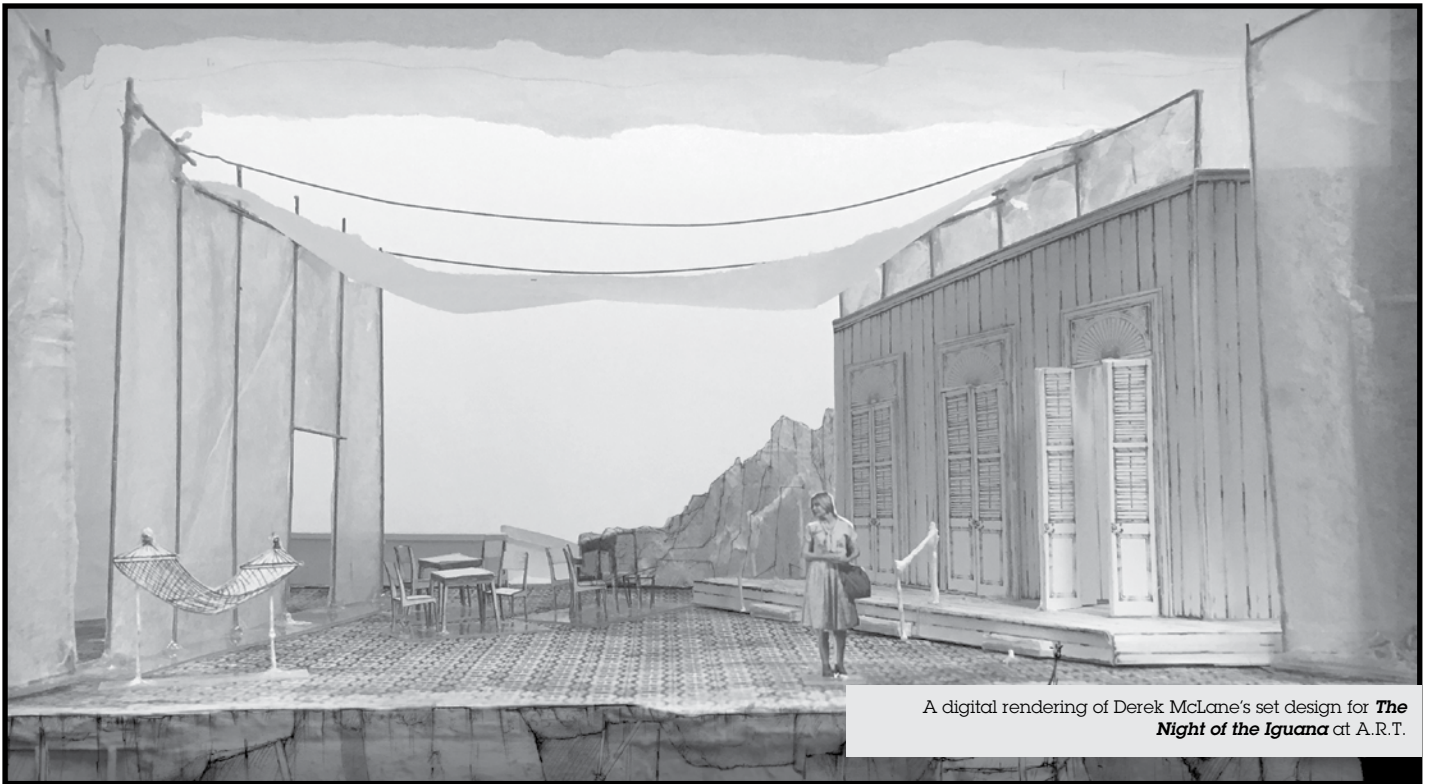 A digital rendering of Derek McLane's set design for The
Night of the Iguana at A.R.T.